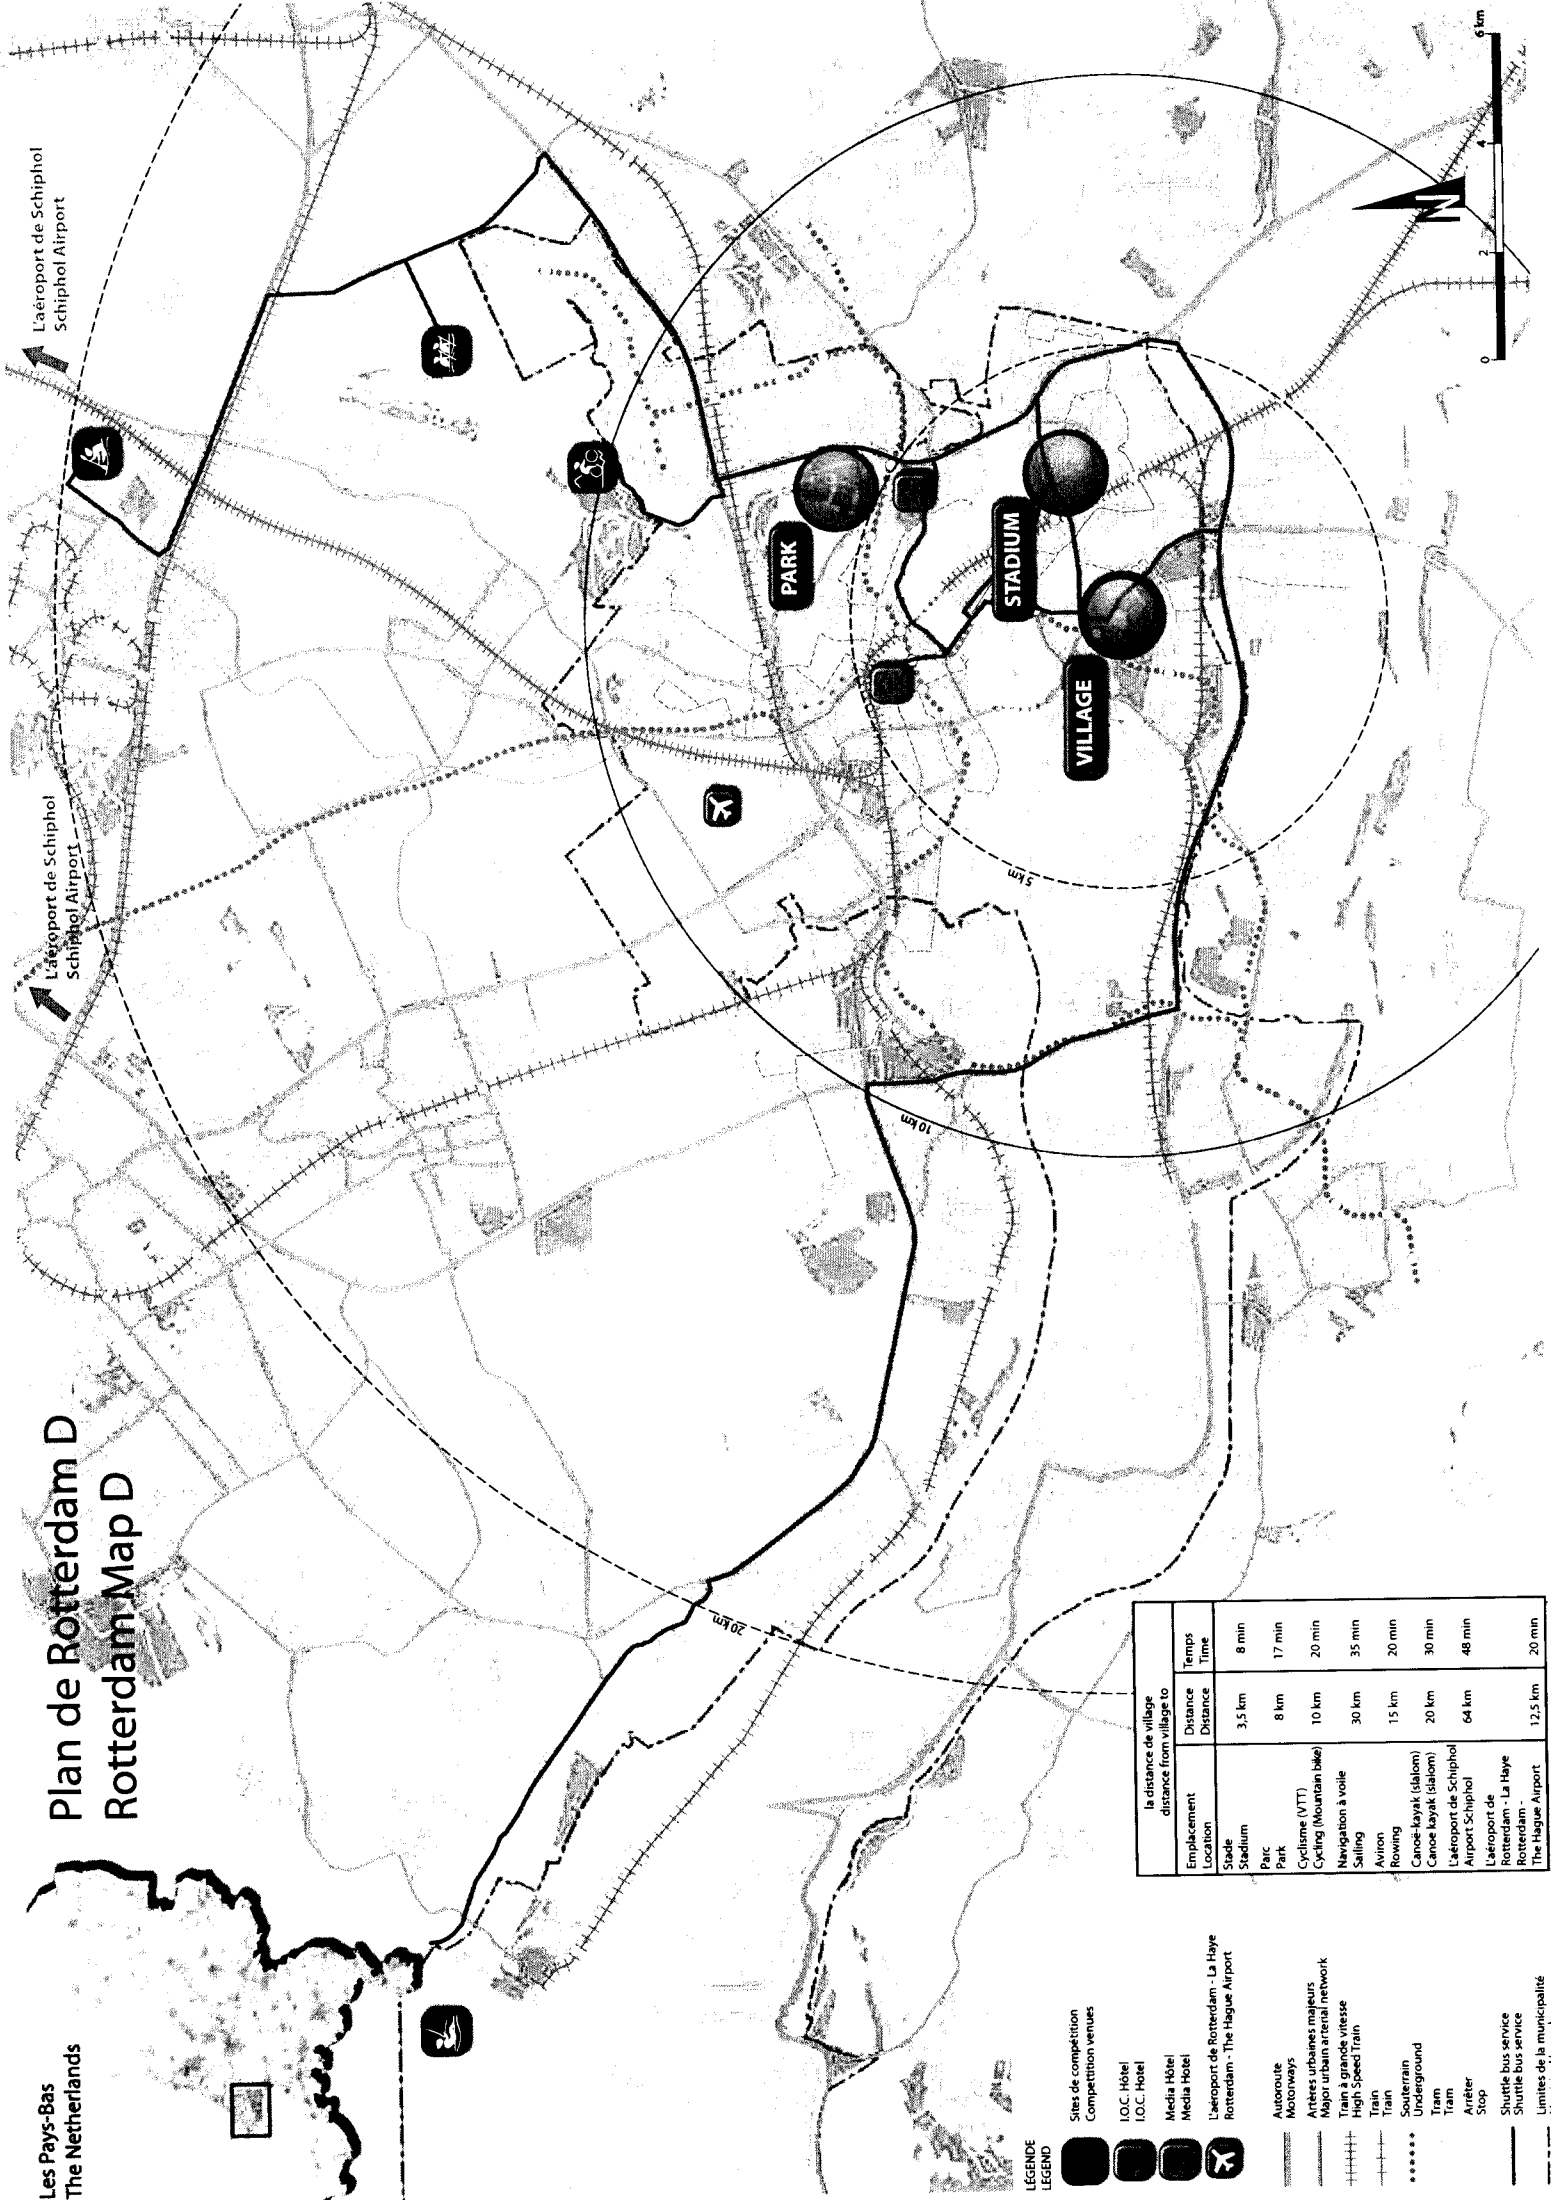 Plan de Rotterdam D
Rotterdam Map D
Les Pays-Bas
The Netherlands
L'aéroport de Schiphol
Schiphol Airport
L'aéroport de Schiphol
Schiphol Airport
PARK
STADIUM
VILLAGE
5 km
10 km
20 km
N
0
2
4
6 km
LÉGENDE
LEGEND
Sites de compétition
Compettition venues
I.O.C. Hôtel
I.O.C. Hotel
Media Hôtel
Media Hotel
L'aéroport de Rotterdam - La Haye
Rotterdam - The Hague Airport
Autoroute
Motorways
Artères urbaines majeurs
Major urban arterial network
Train à grande vitesse
High Speed Train
Train
Train
Souterrain
Underground
Tram
Tram
Arrêter
Stop
Shuttle bus service
Shuttle bus service
Limites de la municipalité
la distance de village
distance from village to
Emplacement Distance Temps
Location Distance Time
Stade
Stadium 3,5 km 8 min
Parc
Park 8 km 17 min
Cyclisme (VTT)
Cycling (Mountain bike) 10 km 20 min
Navigation à voile
Sailing 30 km 35 min
Aviron
Rowing 15 km 20 min
Canoë-kayak (slalom)
Canoe kayak (slalom) 20 km 30 min
L'aéroport de Schiphol
Airport Schiphol 64 km 48 min
L'aéroport de
Rotterdam - La Haye
Rotterdam -
The Hague Airport 12,5 km 20 min